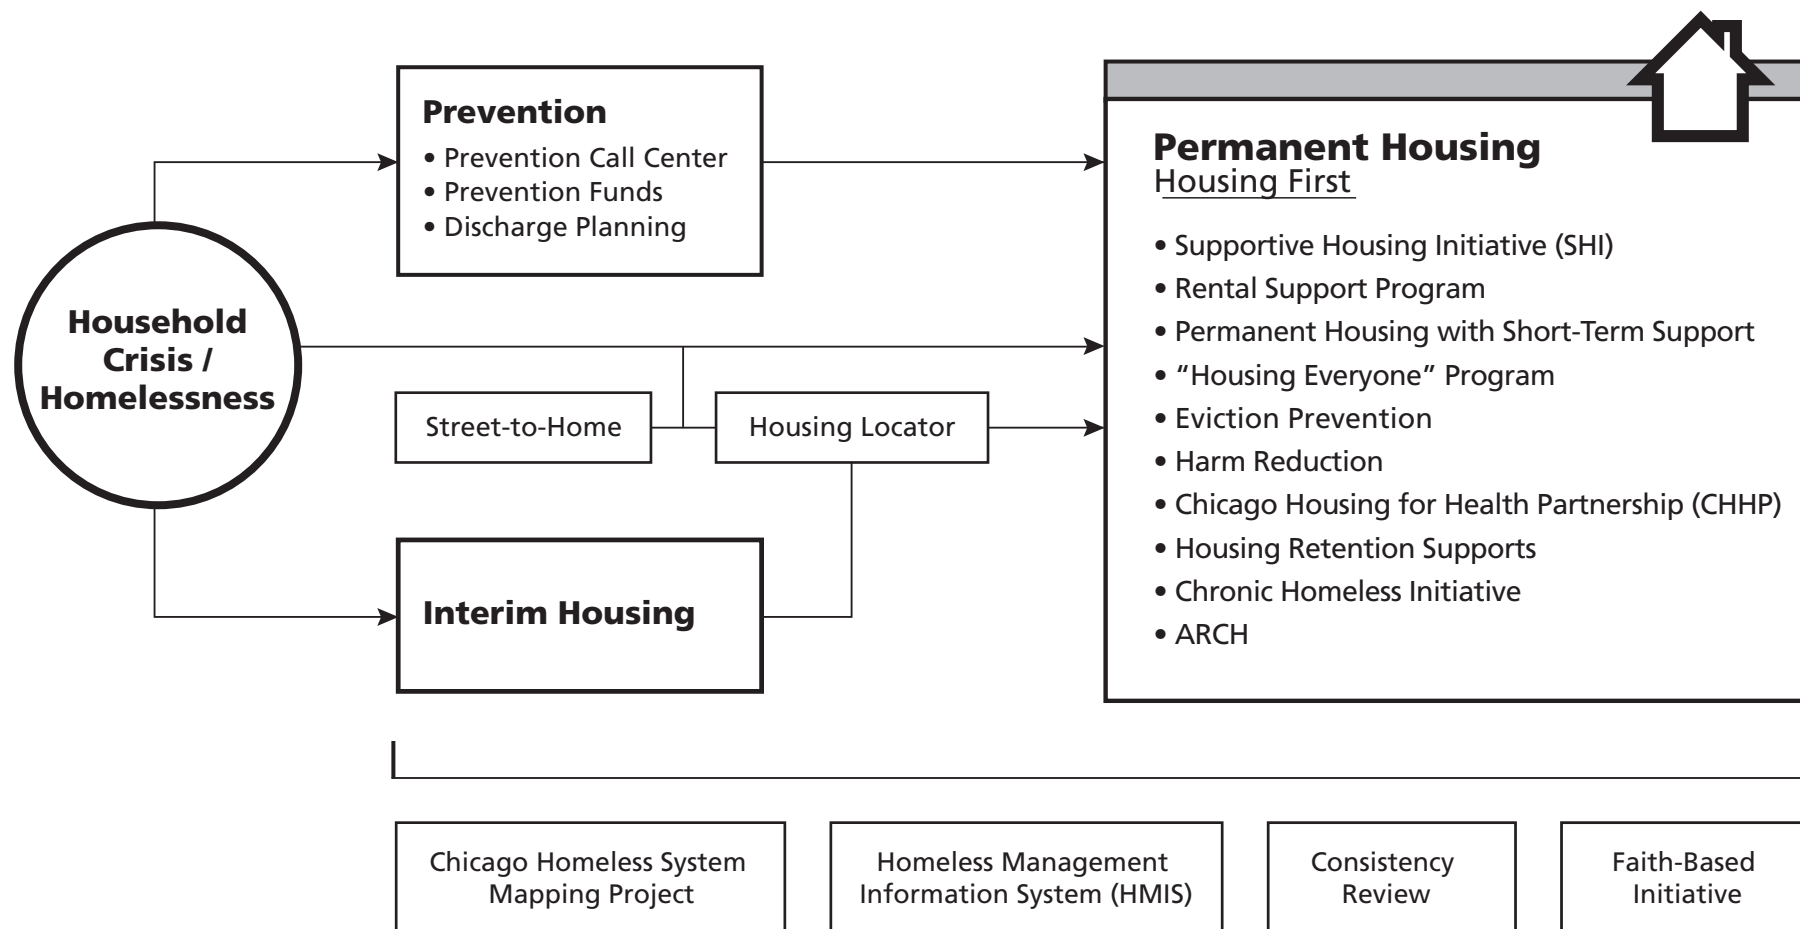 Prevention
• Prevention Call Center
• Prevention Funds
• Discharge Planning
Household
Crisis /
Homelessness
Street-to-Home
Housing Locator
Interim Housing
Permanent Housing
Housing First
• Supportive Housing Initiative (SHI)
• Rental Support Program
• Permanent Housing with Short-Term Support
• “Housing Everyone” Program
• Eviction Prevention
• Harm Reduction
• Chicago Housing for Health Partnership (CHHP)
• Housing Retention Supports
• Chronic Homeless Initiative
• ARCH
Chicago Homeless System
Mapping Project
Homeless Management
Information System (HMIS)
Consistency
Review
Faith-Based
Initiative